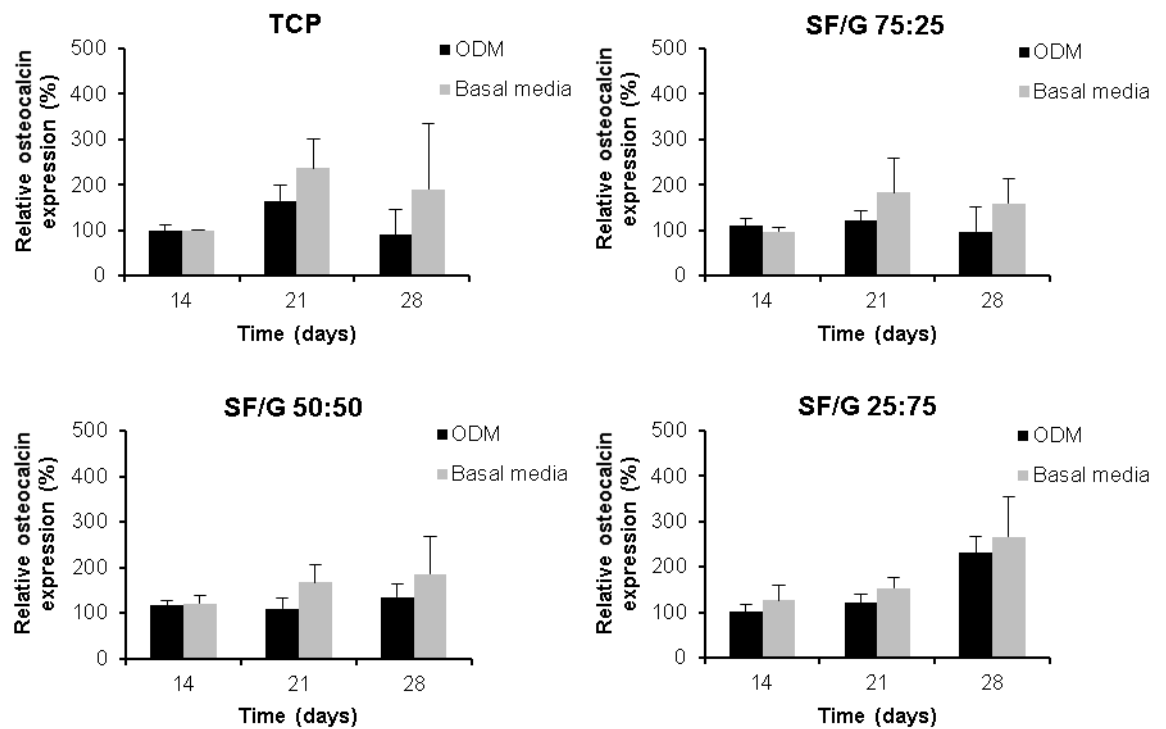 TCP
500
400
300
200
100
0
Relative osteocalcin
expression (%)
ODM
Basal media
14 21 28
Time (days)
SF/G 75:25
500
400
300
200
100
0
Relative osteocalcin
expression (%)
ODM
Basal media
14 21 28
Time (days)
SF/G 50:50
500
400
300
200
100
0
Relative osteocalcin
expression (%)
ODM
Basal media
14 21 28
Time (days)
SF/G 25:75
500
400
300
200
100
0
Relative osteocalcin
expression (%)
ODM
Basal media
14 21 28
Time (days)